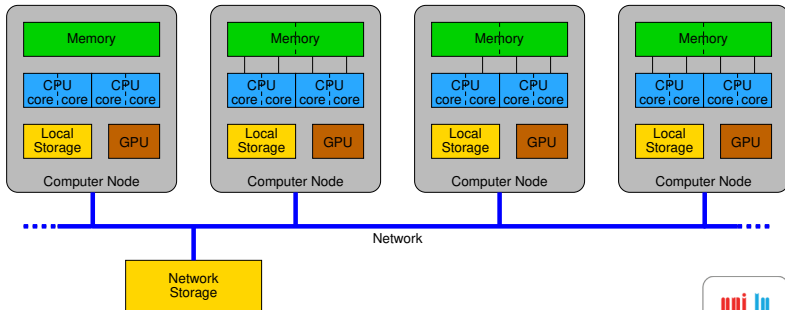 Memory
Memory
Memory
Memory
CPU CPU
CPU CPU
CPU CPU
CPU CPU
core core core core
core core core core
core core core core
core core core core
Local
Storage
GPU
Local
Storage
GPU
Local
Storage
GPU
Local
Storage
GPU
Computer Node
Computer Node
Computer Node
Computer Node
Network
Network
Storage
uni lu